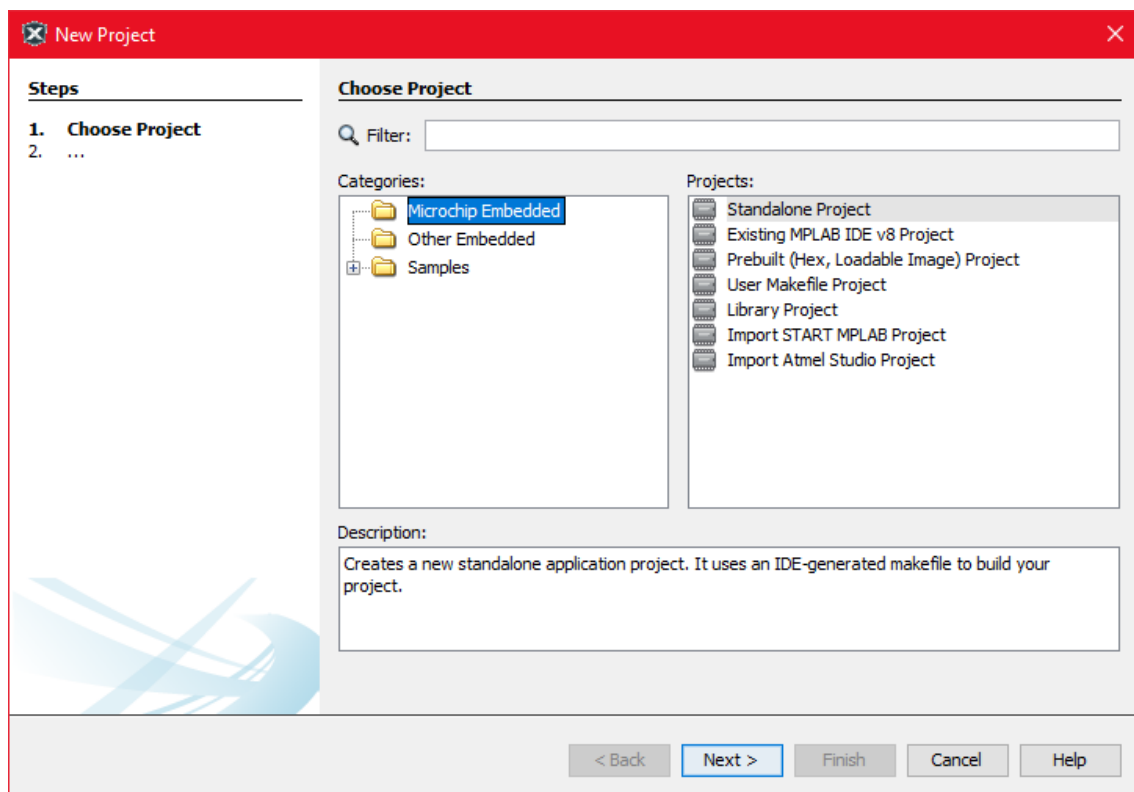 New Project
Steps
1. Choose Project
2. ...
Choose Project
Filter:
Categories:
Microchip Embedded
Other Embedded
Samples
Projects:
Standalone Project
Existing MPLAB IDE v8 Project
Prebuilt (Hex, Loadable Image) Project
User Makefile Project
Library Project
Import START MPLAB Project
Import Atmel Studio Project
Description:
Creates a new standalone application project. It uses an IDE-generated makefile to build your
project.
< Back
Next >
Finish
Cancel
Help